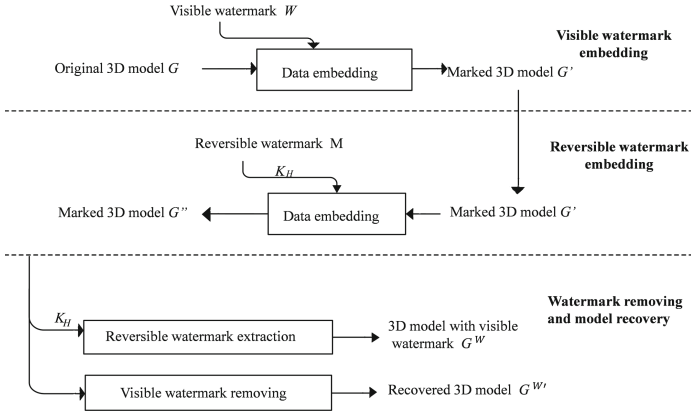 Visible watermark W
Visible watermark
embedding
Original 3D model G
Data embedding
Marked 3D model G'
Reversible watermark
embedding
Reversible watermark M
K_H
Marked 3D model G''
Data embedding
Marked 3D model G'
Watermark removing
and model recovery
K_H
Reversible watermark extraction
3D model with visible
watermark G^W
Visible watermark removing
Recovered 3D model G^W'